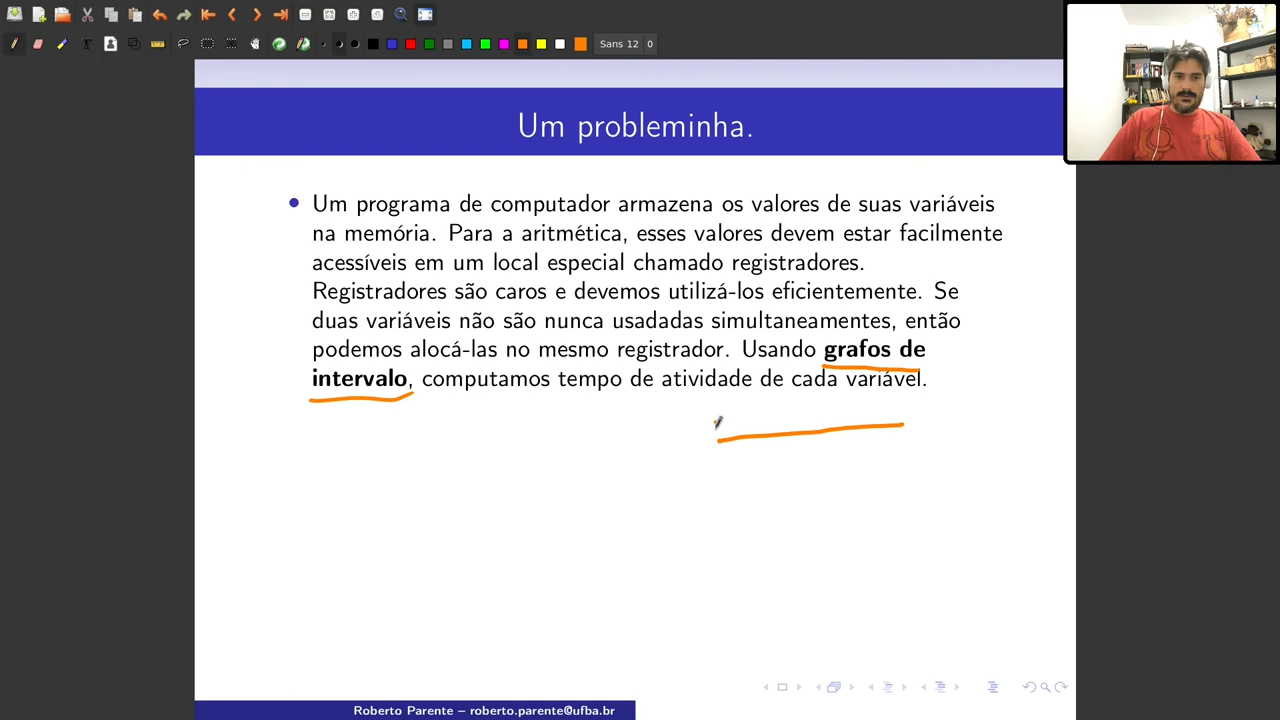 Sans 12 0
Um probleminha.
Um programa de computador armazena os valores de suas variáveis
na memória. Para a aritmética, esses valores devem estar facilmente
acessíveis em um local especial chamado registradores.
Registradores são caros e devemos utilizá-los eficientemente. Se
duas variáveis não são nunca usadadas simultaneamentes, então
podemos alocá-las no mesmo registrador. Usando grafos de
intervalo, computamos tempo de atividade de cada variável.
Roberto Parente – roberto.parente@ufba.br